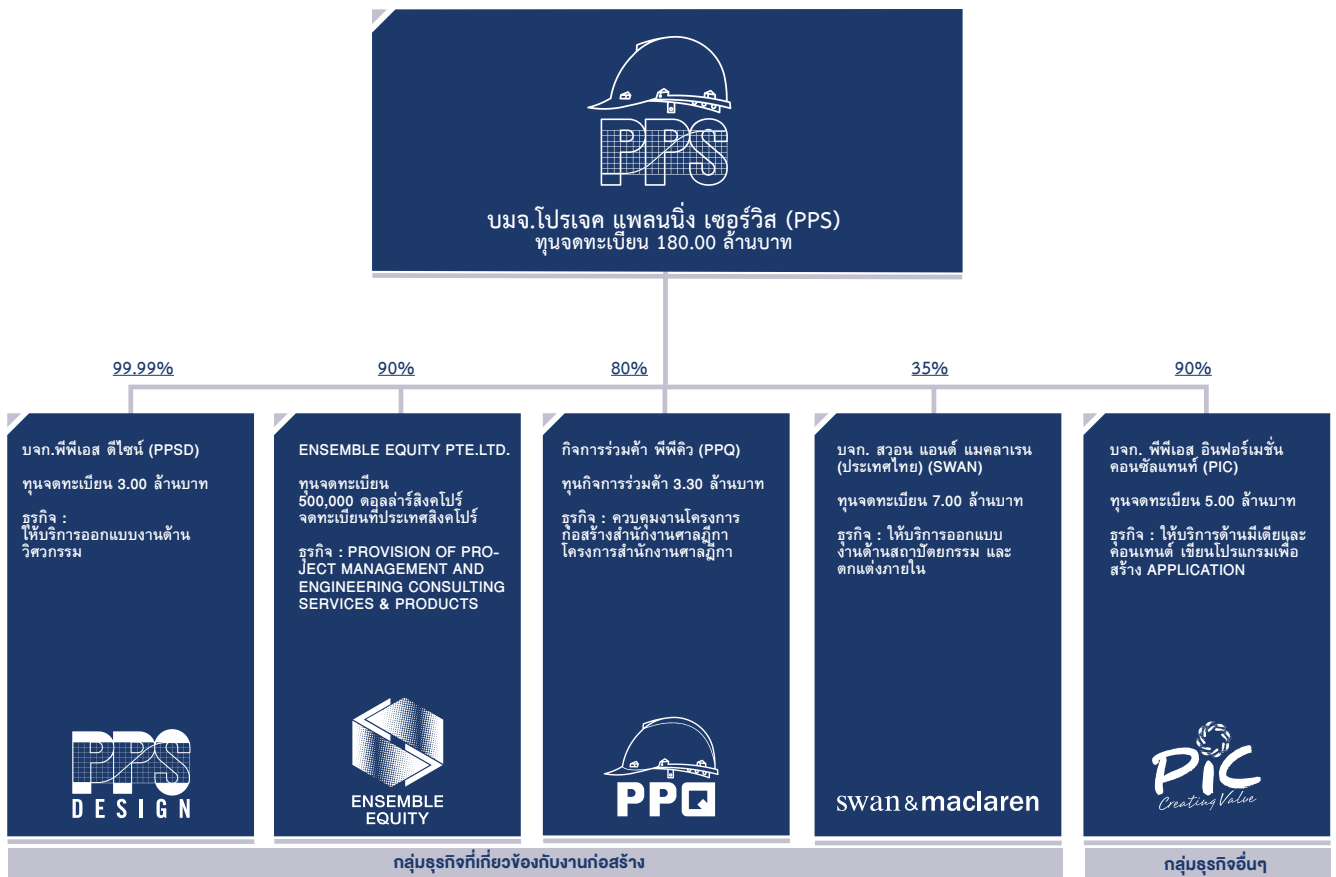 PPS
บมจ.โปรเจค แพลนนิ่ง เซอร์วิส (PPS)
ทุนจดทะเบียน 180.00 ล้านบาท
99.99%
90%
80%
35%
90%
บจก.พีพีเอส ดีไซน์ (PPSD)
ทุนจดทะเบียน 3.00 ล้านบาท
ธุรกิจ :
ให้บริการออกแบบงานด้าน
วิศวกรรม
PPS
DESIGN
ENSEMBLE EQUITY PTE.LTD.
ทุนจดทะเบียน
500,000 ดอลล่าร์สิงคโปร์
จดทะเบียนที่ประเทศสิงคโปร์
ธุรกิจ : PROVISION OF PRO-
JECT MANAGEMENT AND
ENGINEERING CONSULTING
SERVICES & PRODUCTS
ENSEMBLE
EQUITY
กิจการร่วมค้า พีพีคิว (PPQ)
ทุนกิจการร่วมค้า 3.30 ล้านบาท
ธุรกิจ : ควบคุมงานโครงการ
ก่อสร้างสำนักงานศาลฎีกา
โครงการสำนักงานศาลฎีกา
PPQ
บจก. สวอน แอนด์ แมคลาเรน
(ประเทศไทย) (SWAN)
ทุนจดทะเบียน 7.00 ล้านบาท
ธุรกิจ : ให้บริการออกแบบ
งานด้านสถาปัตยกรรม และ
ตกแต่งภายใน
swan&maclaren
บจก. พีพีเอส อินฟอร์เมชั่น
คอนซัลแทนท์ (PIC)
ทุนจดทะเบียน 5.00 ล้านบาท
ธุรกิจ : ให้บริการด้านมีเดียและ
คอนเทนต์ เขียนโปรแกรมเพื่อ
สร้าง APPLICATION
PiC
Creating Value
กลุ่มธุรกิจที่เกี่ยวข้องกับงานก่อสร้าง
กลุ่มธุรกิจอื่นๆ